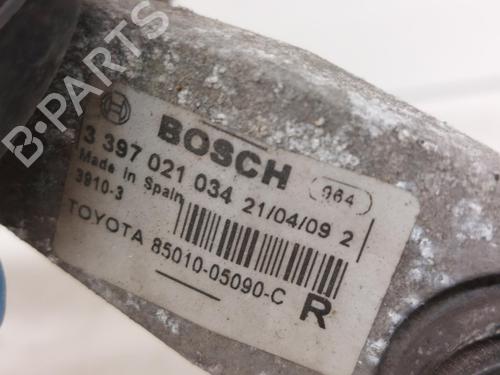 B-PARTS
BOSCH
964
3 397 021 034 21/04/09 2
Made in Spain
3910-3
TOYOTA 85010-05090-C
R